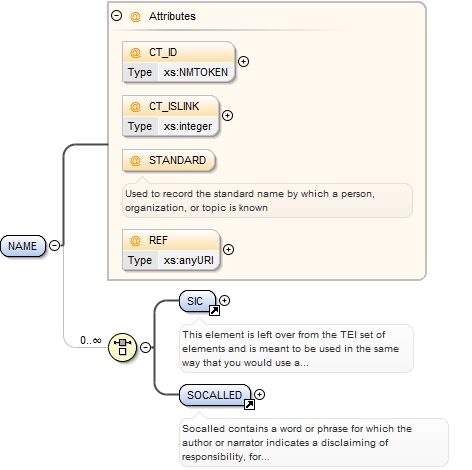 @ Attributes
@ CT_ID
Type xs:NMTOKEN
@ CT_ISLINK
Type xs:integer
@ STANDARD
Used to record the standard name by which a person,
organization, or topic is known
@ REF
Type xs:anyURI
NAME
0..∞
SIC
This element is left over from the TEI set of
elements and is meant to be used in the same
way that you would use a...
SOCALLED
Socalled contains a word or phrase for which the
author or narrator indicates a disclaiming of
responsibility, for...